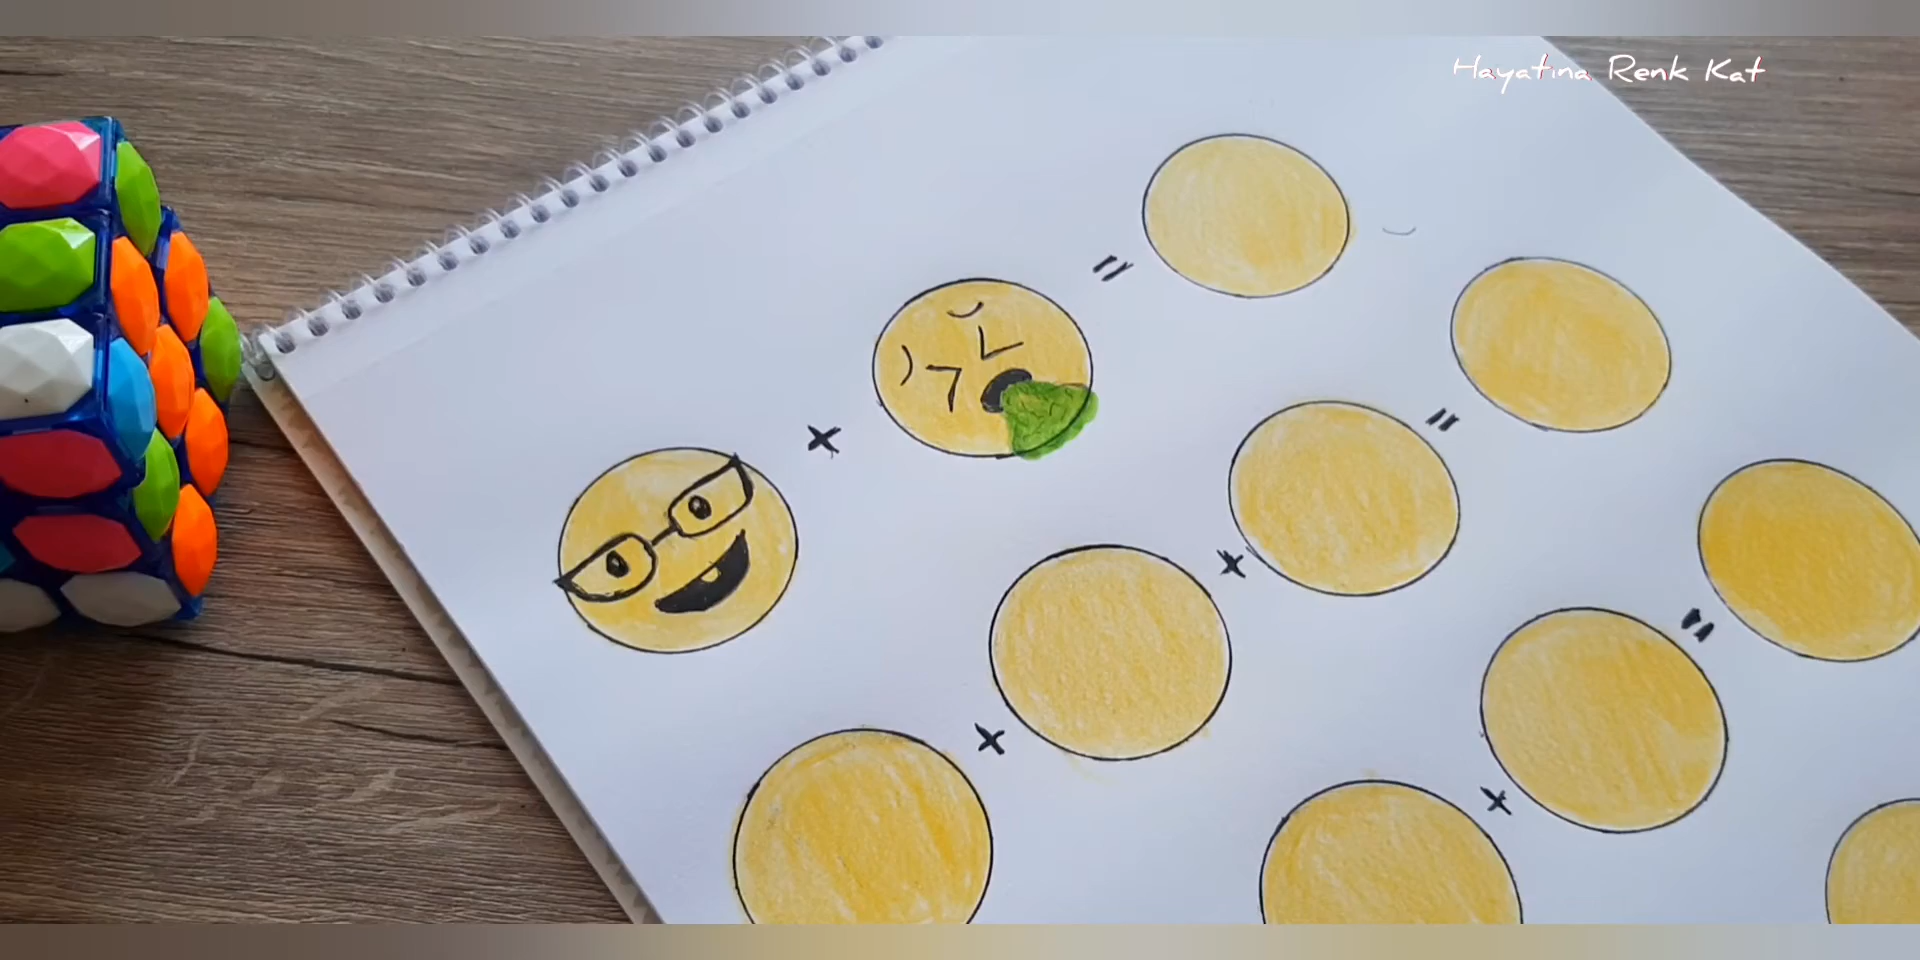 Hayatına Renk Kat
+ =
+ =
+ =